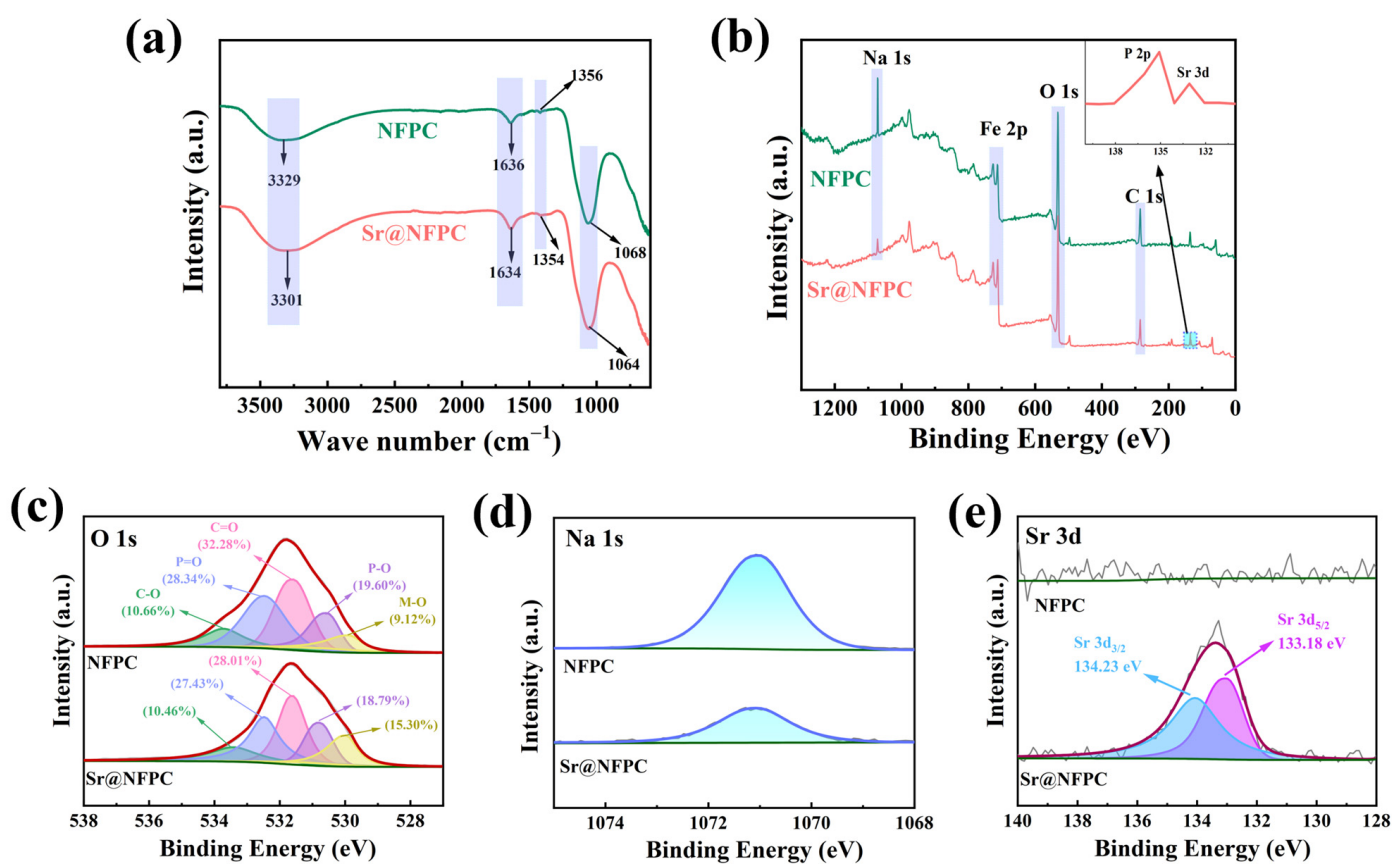 (a)
Intensity (a.u.)
NFPC
Sr@NFPC
3329
3301
1636
1634
1356
1354
1068
1064
3500 3000 2500 2000 1500 1000
Wave number (cm⁻¹)
(b)
Intensity (a.u.)
Na 1s
Fe 2p
O 1s
C 1s
P 2p
Sr 3d
138 135 132
NFPC
Sr@NFPC
1200 1000 800 600 400 200 0
Binding Energy (eV)
(c)
Intensity (a.u.)
O 1s
C=O
(32.28%)
P=O
(28.34%)
P-O
(19.60%)
C-O
(10.66%)
M-O
(9.12%)
NFPC
(28.01%)
(27.43%)
(18.79%)
(10.46%)
(15.30%)
Sr@NFPC
538 536 534 532 530 528
Binding Energy (eV)
(d)
Intensity (a.u.)
Na 1s
NFPC
Sr@NFPC
1074 1072 1070 1068
Binding Energy (eV)
(e)
Intensity (a.u.)
Sr 3d
NFPC
Sr 3d₅/₂
133.18 eV
Sr 3d₃/₂
134.23 eV
Sr@NFPC
140 138 136 134 132 130 128
Binding Energy (eV)